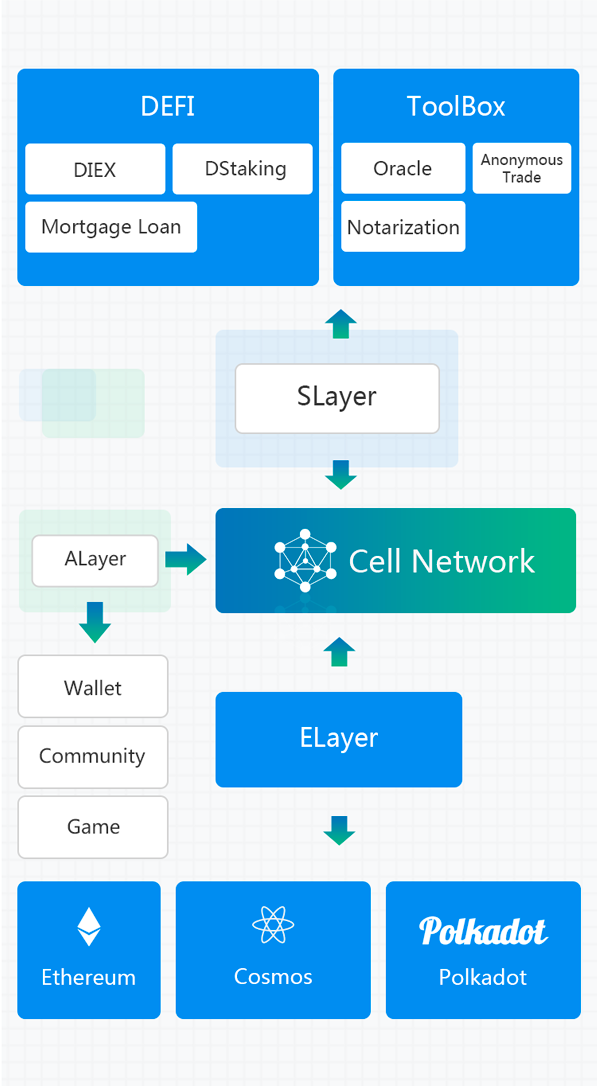 DEFI
DIEX
DStaking
Mortgage Loan
ToolBox
Oracle
Anonymous
Trade
Notarization
SLayer
ALayer
Cell Network
Wallet
Community
Game
ELayer
Ethereum
Cosmos
Polkadot
Polkadot